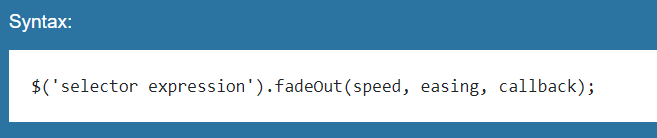 Syntax:
$('selector expression').fadeOut(speed, easing, callback);